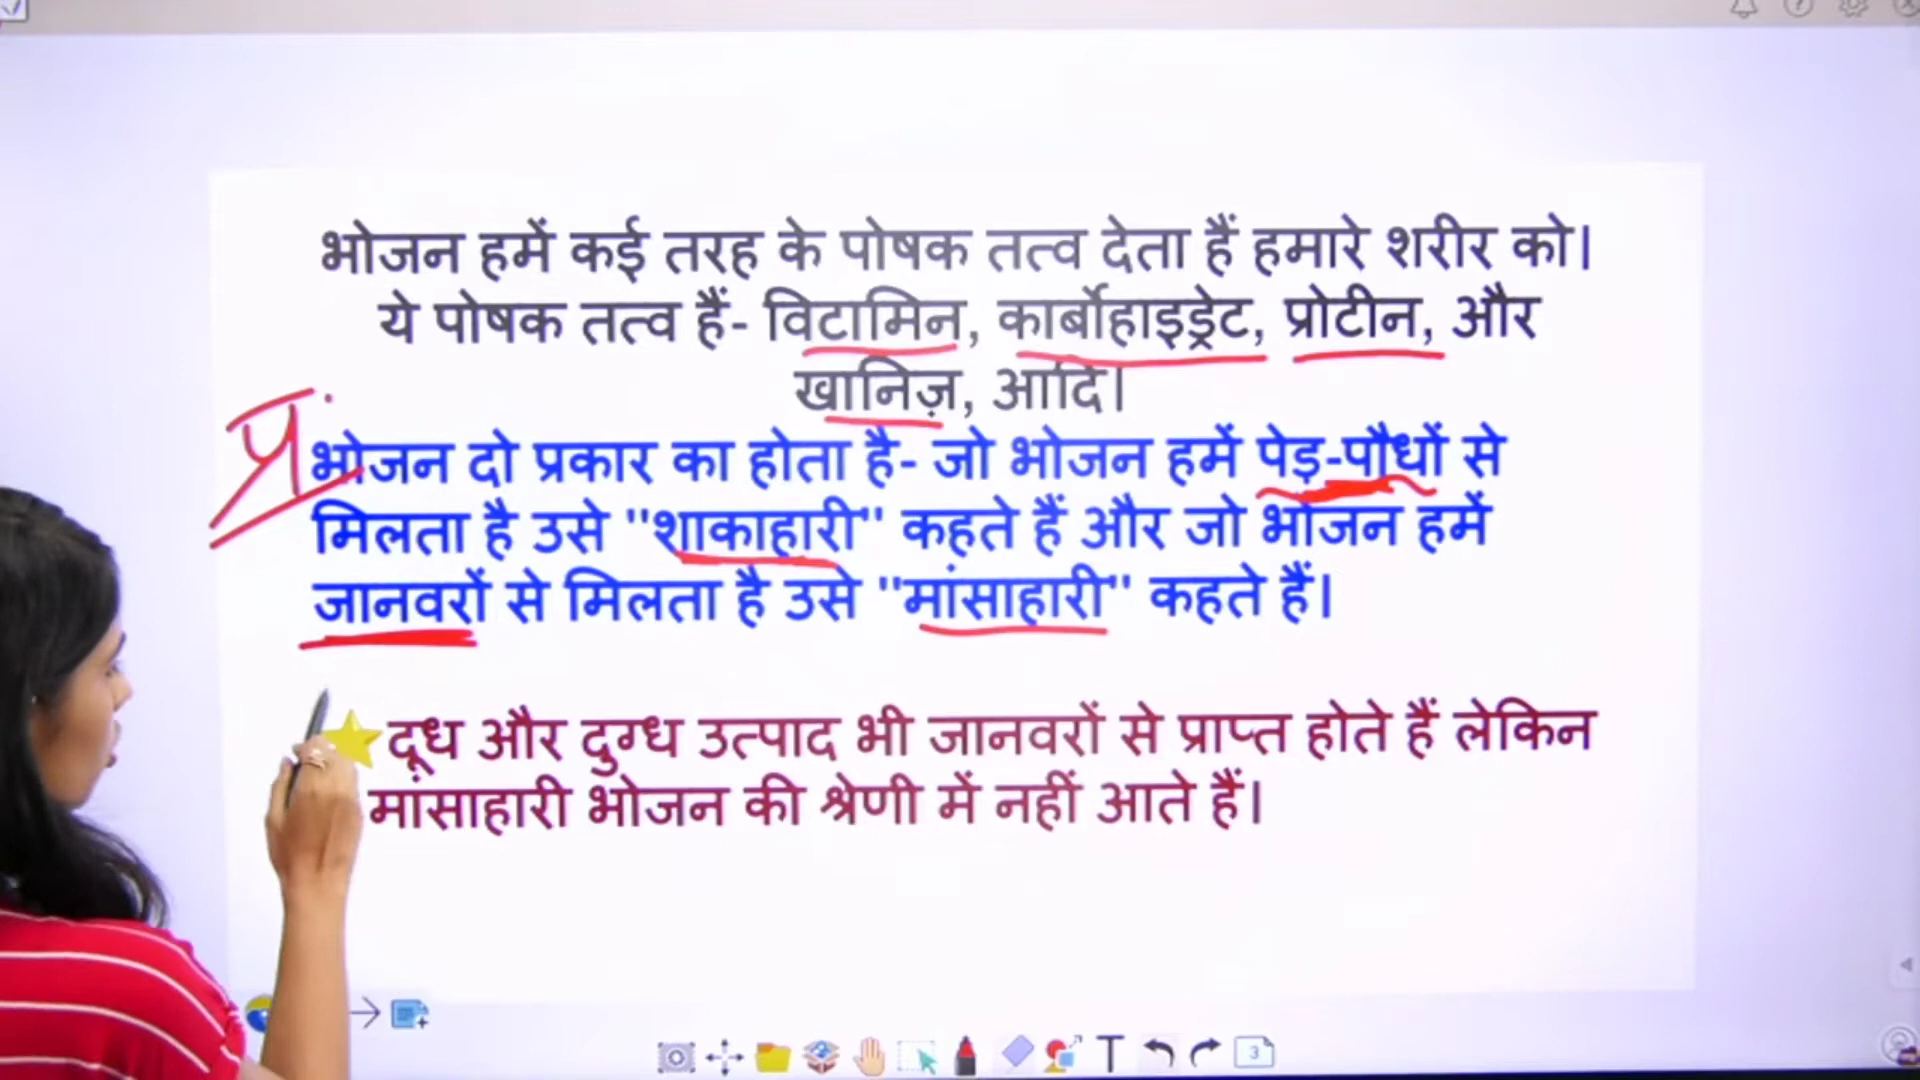 भोजन हमें कई तरह के पोषक तत्व देता हैं हमारे शरीर को।
ये पोषक तत्व हैं- विटामिन, कार्बोहाइड्रेट, प्रोटीन, और
खानिज़, आदि।
प्र.
भोजन दो प्रकार का होता है- जो भोजन हमें पेड़-पौधों से
मिलता है उसे "शाकाहारी" कहते हैं और जो भोजन हमें
जानवरों से मिलता है उसे "मांसाहारी" कहते हैं।
दूध और दुग्ध उत्पाद भी जानवरों से प्राप्त होते हैं लेकिन
मांसाहारी भोजन की श्रेणी में नहीं आते हैं।
T
3